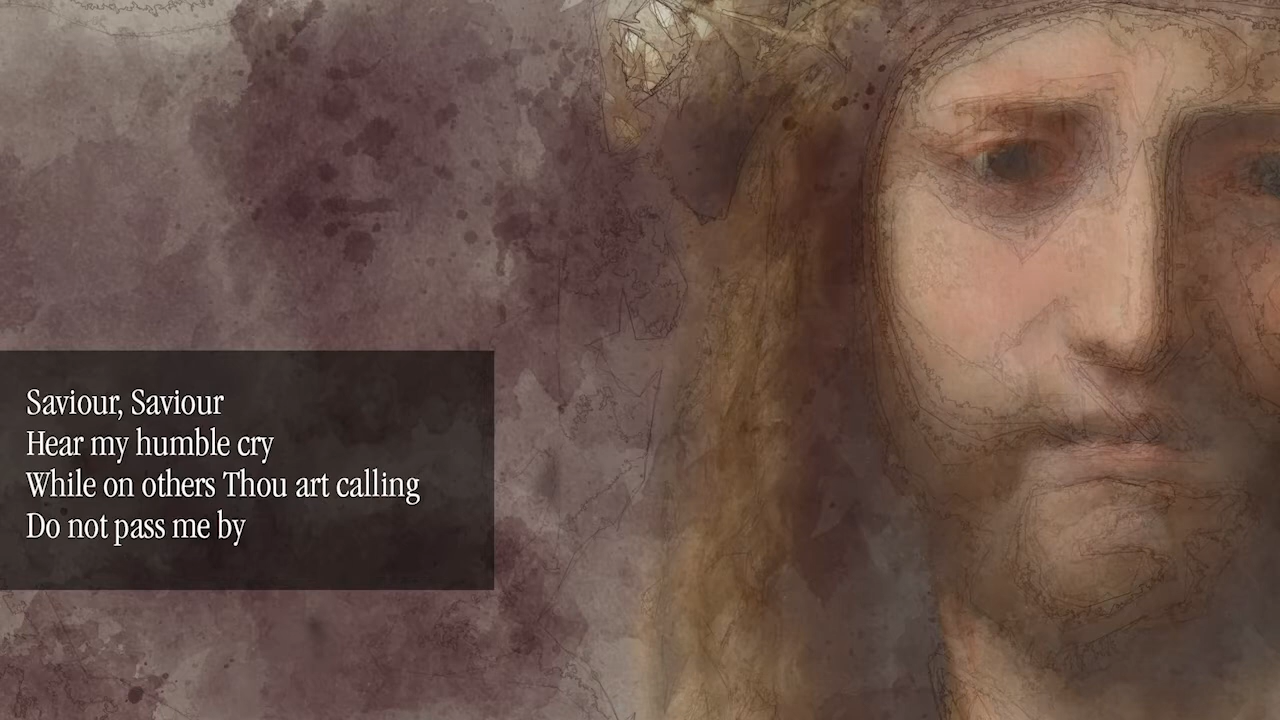 Saviour, Saviour
Hear my humble cry
While on others Thou art calling
Do not pass me by